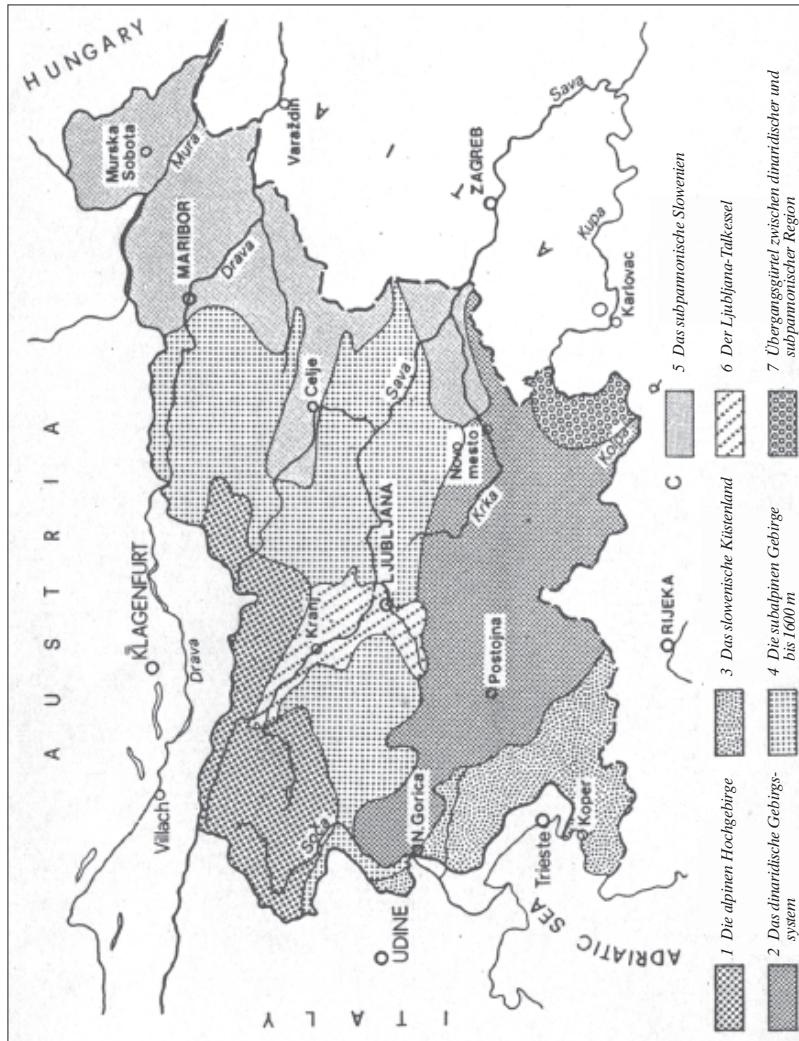 HUNGARY
AUSTRIA
ITALY
CROATIA
ADRIATIC SEA
KLAGENFURT
Villach
Drava
Murska
Sobota
Mura
MARIBOR
Drava
Varaždin
Celje
Kranj
LJUBLJANA
Sava
Sava
ZAGREB
Novo
mesto
Krka
Kupa
Karlovac
Kolpa
Soča
UDINE
N.Gorica
Postojna
Trieste
Koper
RIJEKA
1 Die alpinen Hochgebirge
2 Das dinaridische Gebirgs-
system
3 Das slowenische Küstenland
4 Die subalpinen Gebirge
bis 1600 m
5 Das subpannonische Slowenien
6 Der Ljubljana-Talkessel
7 Übergangsgürtel zwischen dinaridischer und
subpannonischer Region